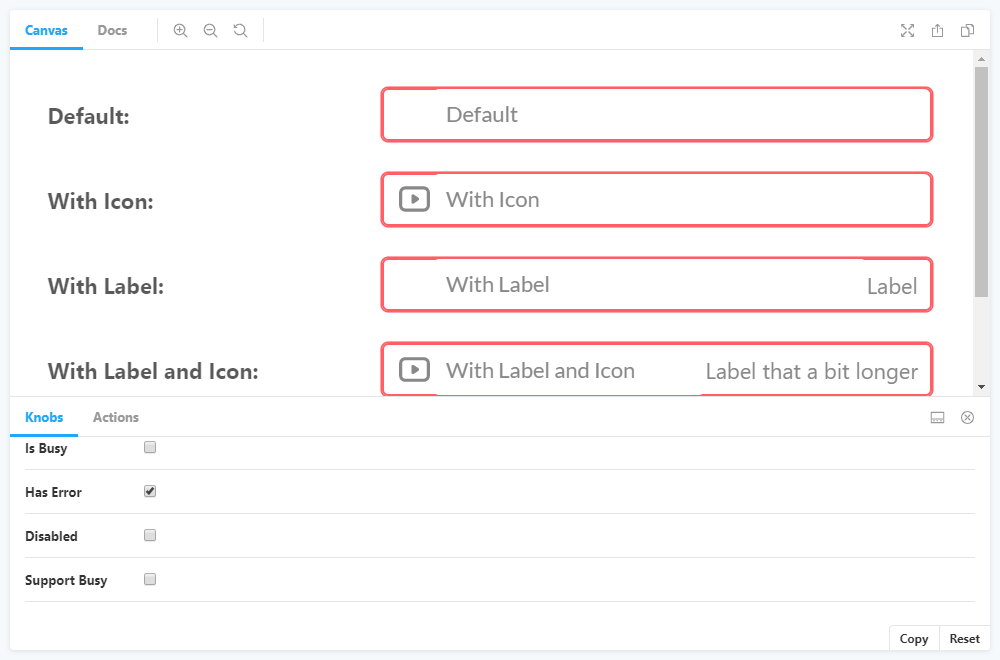 Canvas Docs
Default: Default
With Icon: With Icon
With Label: With Label Label
With Label and Icon: With Label and Icon Label that a bit longer
Knobs Actions
Is Busy
Has Error
Disabled
Support Busy
Copy Reset